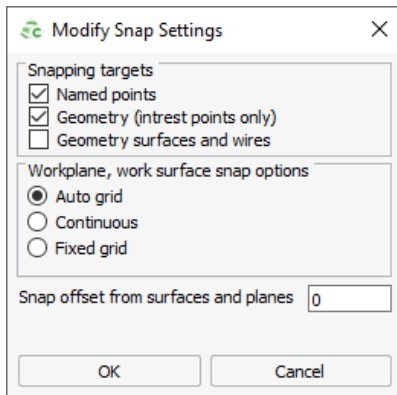 Modify Snap Settings
Snapping targets
Named points
Geometry (intrest points only)
Geometry surfaces and wires
Workplane, work surface snap options
Auto grid
Continuous
Fixed grid
Snap offset from surfaces and planes 0
OK Cancel